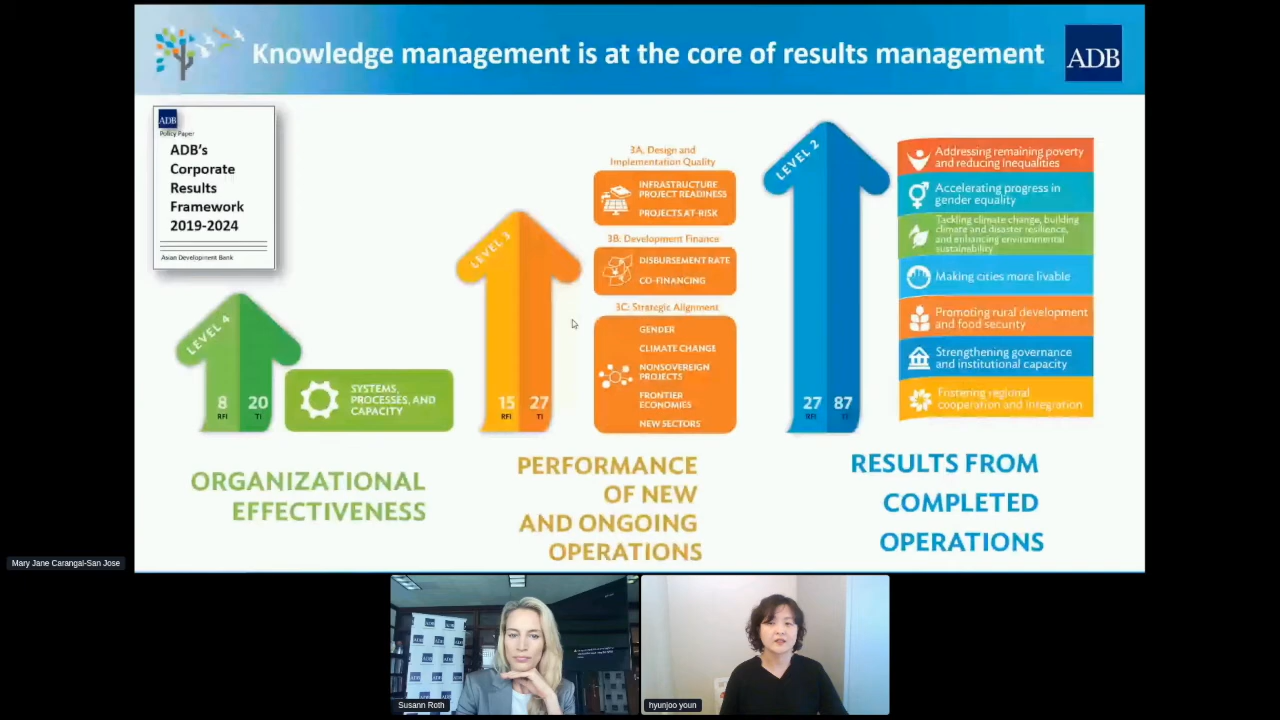 Knowledge management is at the core of results management
ADB
ADB
Policy Paper
ADB's
Corporate
Results
Framework
2019-2024
Asian Development Bank
LEVEL 4
8
RFI
20
TI
SYSTEMS,
PROCESSES, AND
CAPACITY
ORGANIZATIONAL
EFFECTIVENESS
LEVEL 3
15
RFI
27
TI
3A. Design and
Implementation Quality
INFRASTRUCTURE
PROJECT READINESS
PROJECTS AT-RISK
3B: Development Finance
DISBURSEMENT RATE
CO-FINANCING
3C: Strategic Alignment
GENDER
CLIMATE CHANGE
NONSOVEREIGN
PROJECTS
FRONTIER
ECONOMIES
NEW SECTORS
PERFORMANCE
OF NEW
AND ONGOING
OPERATIONS
LEVEL 2
27
RFI
87
TI
Addressing remaining poverty
and reducing inequalities
Accelerating progress in
gender equality
Tackling climate change, building
climate and disaster resilience,
and enhancing environmental
sustainability
Making cities more livable
Promoting rural development
and food security
Strengthening governance
and institutional capacity
Fostering regional
cooperation and integration
RESULTS FROM
COMPLETED
OPERATIONS
Mary Jane Carangal-San Jose
Susann Roth
hyunjoo youn